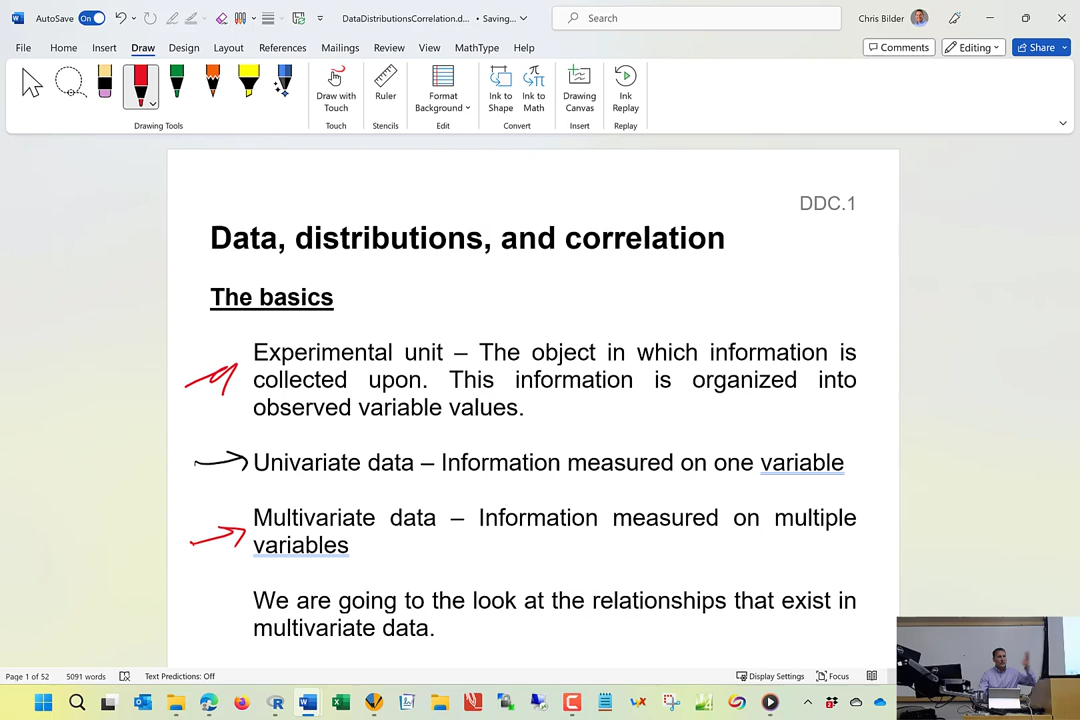 AutoSave On DataDistributionsCorrelation.d... • Saving... Search Chris Bilder
File Home Insert Draw Design Layout References Mailings Review View MathType Help Comments Editing Share
Draw with Touch Ruler Format Background Ink to Shape Ink to Math Drawing Canvas Ink Replay
Drawing Tools Touch Stencils Edit Convert Insert Replay
DDC.1
Data, distributions, and correlation
The basics
Experimental unit – The object in which information is
collected upon. This information is organized into
observed variable values.
Univariate data – Information measured on one variable
Multivariate data – Information measured on multiple
variables
We are going to the look at the relationships that exist in
multivariate data.
Page 1 of 52 5091 words Text Predictions: Off Display Settings Focus